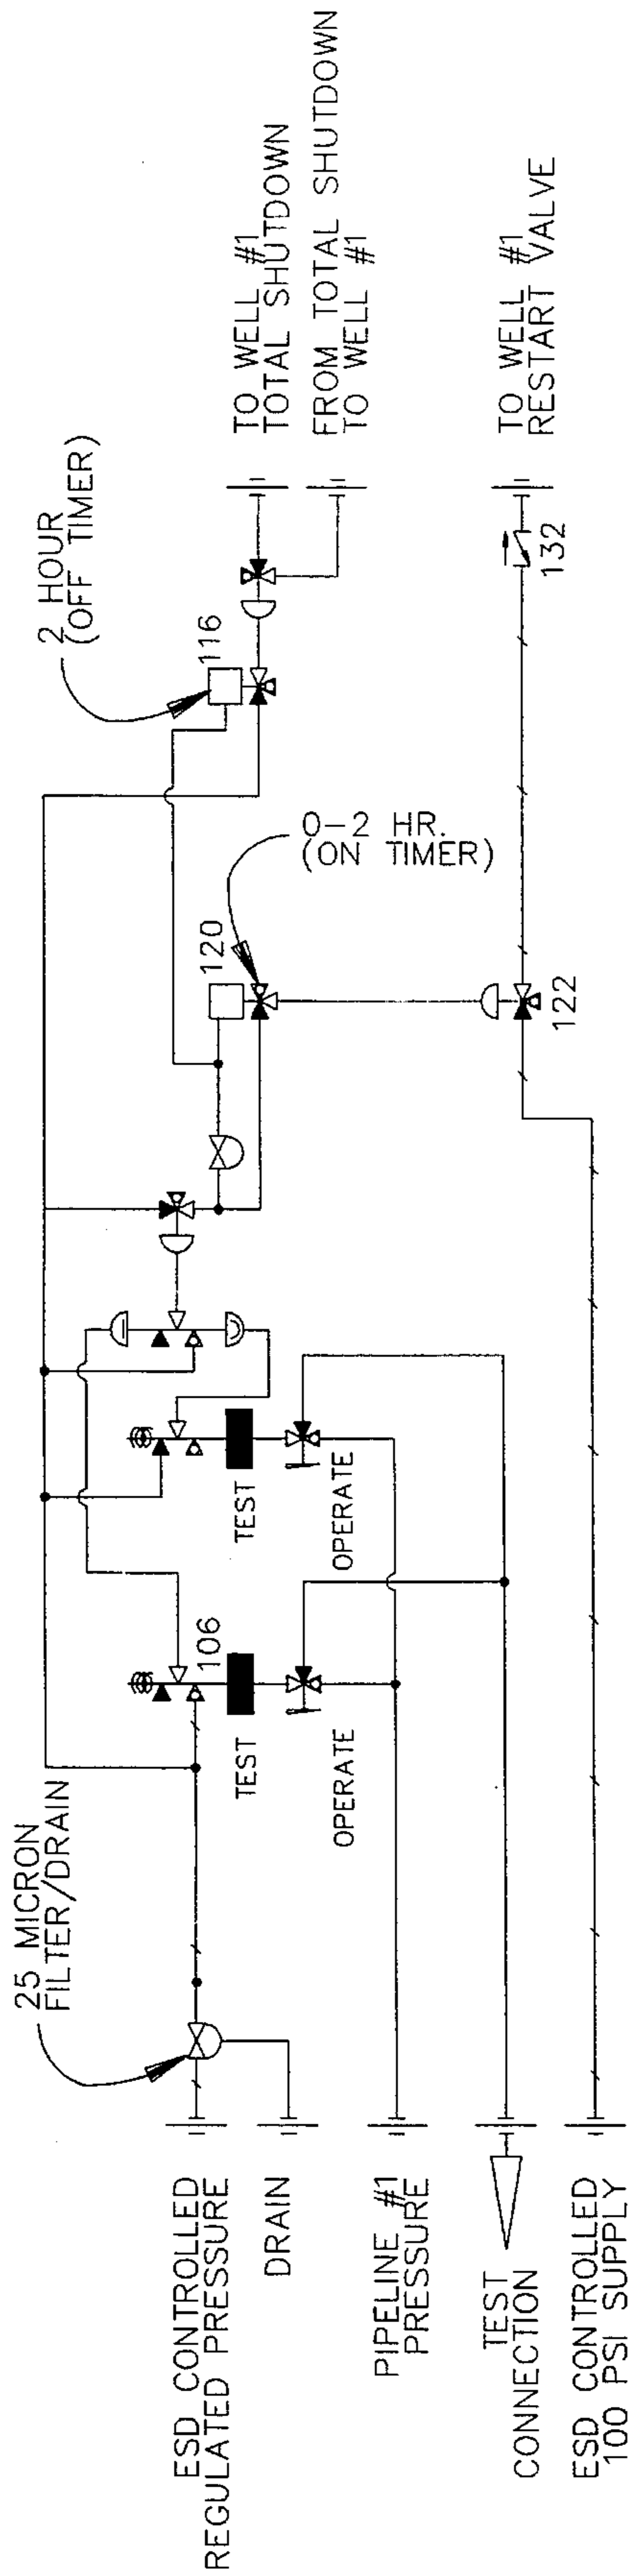 2 HOUR
(OFF TIMER)
116
TO WELL #1
TOTAL SHUTDOWN
FROM TOTAL SHUTDOWN
TO WELL #1
120
0-2 HR.
(ON TIMER)
TO WELL #1
RESTART VALVE
132
122
25 MICRON
FILTER/DRAIN
106
TEST
OPERATE
TEST
OPERATE
ESD CONTROLLED
REGULATED PRESSURE
DRAIN
PIPELINE #1
PRESSURE
TEST
CONNECTION
ESD CONTROLLED
100 PSI SUPPLY